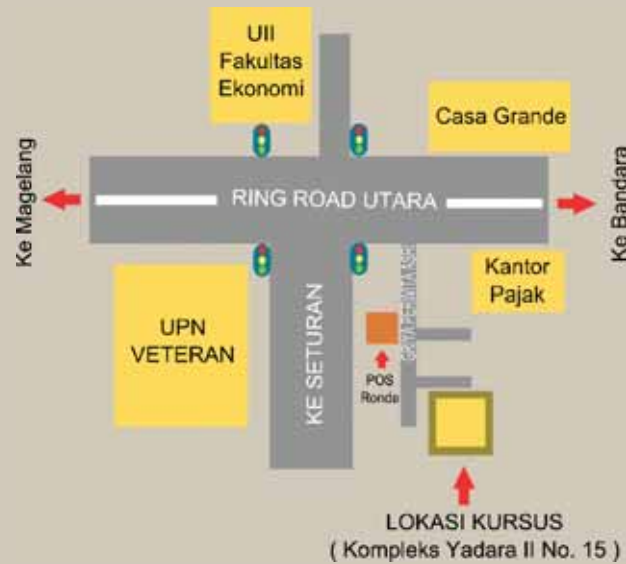 UII
Fakultas
Ekonomi
Casa Grande
Ke Magelang
RING ROAD UTARA
Ke Bandara
UPN
VETERAN
KE SETURAN
Kantor
Pajak
POS
Ronda
LOKASI KURSUS
( Kompleks Yadara II No. 15 )